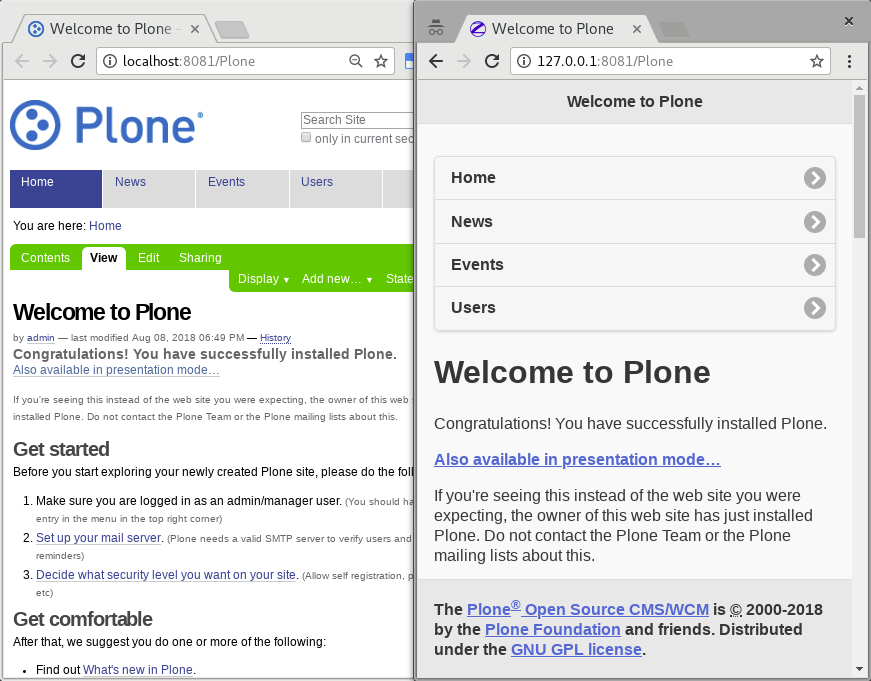 Welcome to Plone -
localhost:8081/Plone
Plone®
Search Site
only in current sec
Home
News
Events
Users
You are here: Home
Contents
View
Edit
Sharing
Display ▼
Add new… ▼
State
Welcome to Plone
by admin — last modified Aug 08, 2018 06:49 PM — History
Congratulations! You have successfully installed Plone.
Also available in presentation mode…
If you're seeing this instead of the web site you were expecting, the owner of this web
installed Plone. Do not contact the Plone Team or the Plone mailing lists about this.
Get started
Before you start exploring your newly created Plone site, please do the foll
1. Make sure you are logged in as an admin/manager user. (You should ha
entry in the menu in the top right corner)
2. Set up your mail server. (Plone needs a valid SMTP server to verify users and
reminders)
3. Decide what security level you want on your site. (Allow self registration, p
etc)
Get comfortable
After that, we suggest you do one or more of the following:
• Find out What's new in Plone.
Welcome to Plone
127.0.0.1:8081/Plone
Welcome to Plone
Home
News
Events
Users
Welcome to Plone
Congratulations! You have successfully installed Plone.
Also available in presentation mode…
If you're seeing this instead of the web site you were
expecting, the owner of this web site has just installed
Plone. Do not contact the Plone Team or the Plone
mailing lists about this.
The Plone® Open Source CMS/WCM is © 2000-2018
by the Plone Foundation and friends. Distributed
under the GNU GPL license.